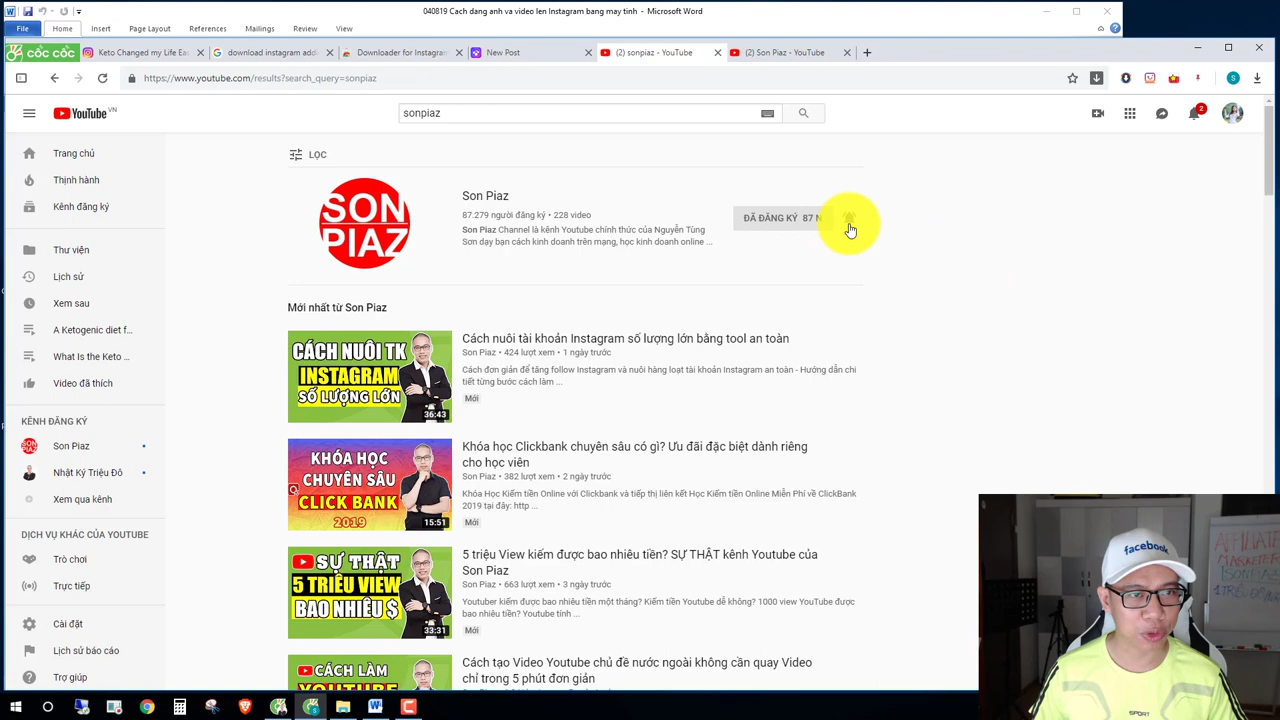 040819 Cach dang anh va video len Instagram bang may tinh - Microsoft Word
File Home Insert Page Layout References Mailings Review View
CỐC CỐC Keto Changed my Life Eas download instagram add Downloader for Instagram New Post (2) sonpiaz - YouTube (2) Son Piaz - YouTube
https://www.youtube.com/results?search_query=sonpiaz
YouTube VN
sonpiaz
2
S
Trang chủ
Thịnh hành
Kênh đăng ký
Thư viện
Lịch sử
Xem sau
A Ketogenic diet f...
What Is the Keto ...
Video đã thích
KÊNH ĐĂNG KÝ
Son Piaz
Nhật Ký Triệu Đô
Xem qua kênh
DỊCH VỤ KHÁC CỦA YOUTUBE
Trò chơi
Trực tiếp
Cài đặt
Lịch sử báo cáo
Trợ giúp
LỌC
SON
PIAZ
Son Piaz
87.279 người đăng ký • 228 video
Son Piaz Channel là kênh Youtube chính thức của Nguyễn Tùng
Sơn dạy bạn cách kinh doanh trên mạng, học kinh doanh online ...
ĐÃ ĐĂNG KÝ 87 N
Mới nhất từ Son Piaz
CÁCH NUÔI TK
INSTAGRAM
SỐ LƯỢNG LỚN
36:43
Cách nuôi tài khoản Instagram số lượng lớn bằng tool an toàn
Son Piaz • 424 lượt xem • 1 ngày trước
Cách đơn giản để tăng follow Instagram và nuôi hàng loạt tài khoản Instagram an toàn - Hướng dẫn chi
tiết từng bước cách làm ...
Mới
KHÓA HỌC
CHUYÊN SÂU
CLICK BANK
2019
15:51
Khóa học Clickbank chuyên sâu có gì? Ưu đãi đặc biệt dành riêng
cho học viên
Son Piaz • 382 lượt xem • 2 ngày trước
Khóa Học Kiếm tiền Online với Clickbank và tiếp thị liên kết Học Kiếm tiền Online Miễn Phí về ClickBank
2019 tại đây: http ...
Mới
SỰ THẬT
5 TRIỆU VIEW
BAO NHIÊU $
33:31
5 triệu View kiếm được bao nhiêu tiền? SỰ THẬT kênh Youtube của
Son Piaz
Son Piaz • 663 lượt xem • 3 ngày trước
Youtuber kiếm được bao nhiêu tiền một tháng? Kiếm tiền Youtube dễ không? 1000 view YouTube được
bao nhiêu tiền? Youtube tính ...
Mới
CÁCH LÀM
Cách tạo Video Youtube chủ đề nước ngoài không cần quay Video
chỉ trong 5 phút đơn giản
facebook
SPORT